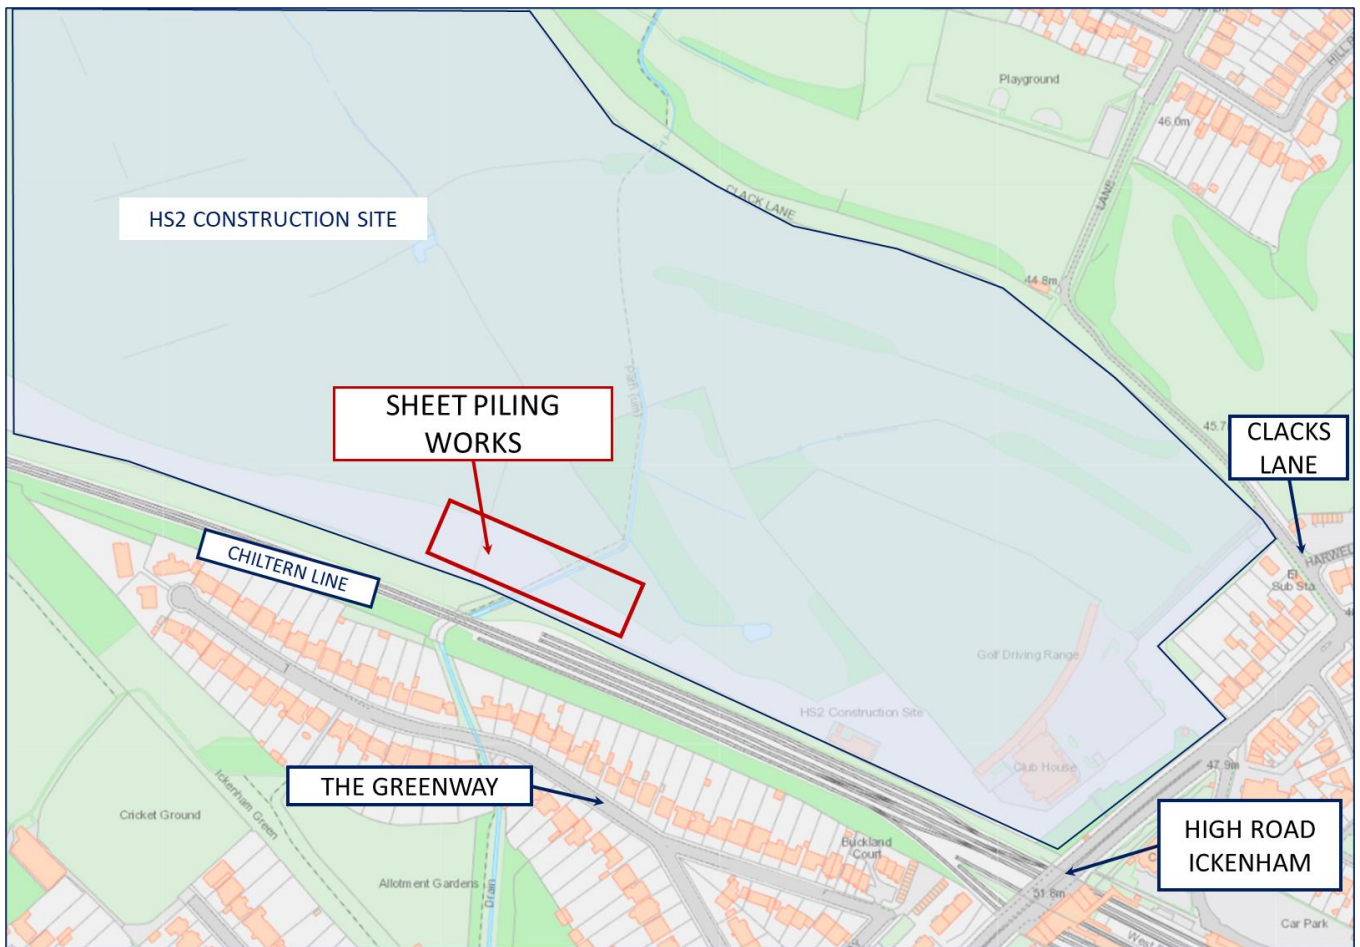 Playground
46.0m
HILL R
HS2 CONSTRUCTION SITE
CLACK LANE
LANE
44.8m
Path (um)
SHEET PILING
WORKS
45.7
CLACKS
LANE
CHILTERN LINE
HARWEL
El
Sub Sta
Golf Driving Range
HS2 Construction Site
Club House
47.9m
THE GREENWAY
Ickenham Green
Cricket Ground
HIGH ROAD
ICKENHAM
Buckland
Court
Allotment Gardens
Drain
51.8m
Car Park